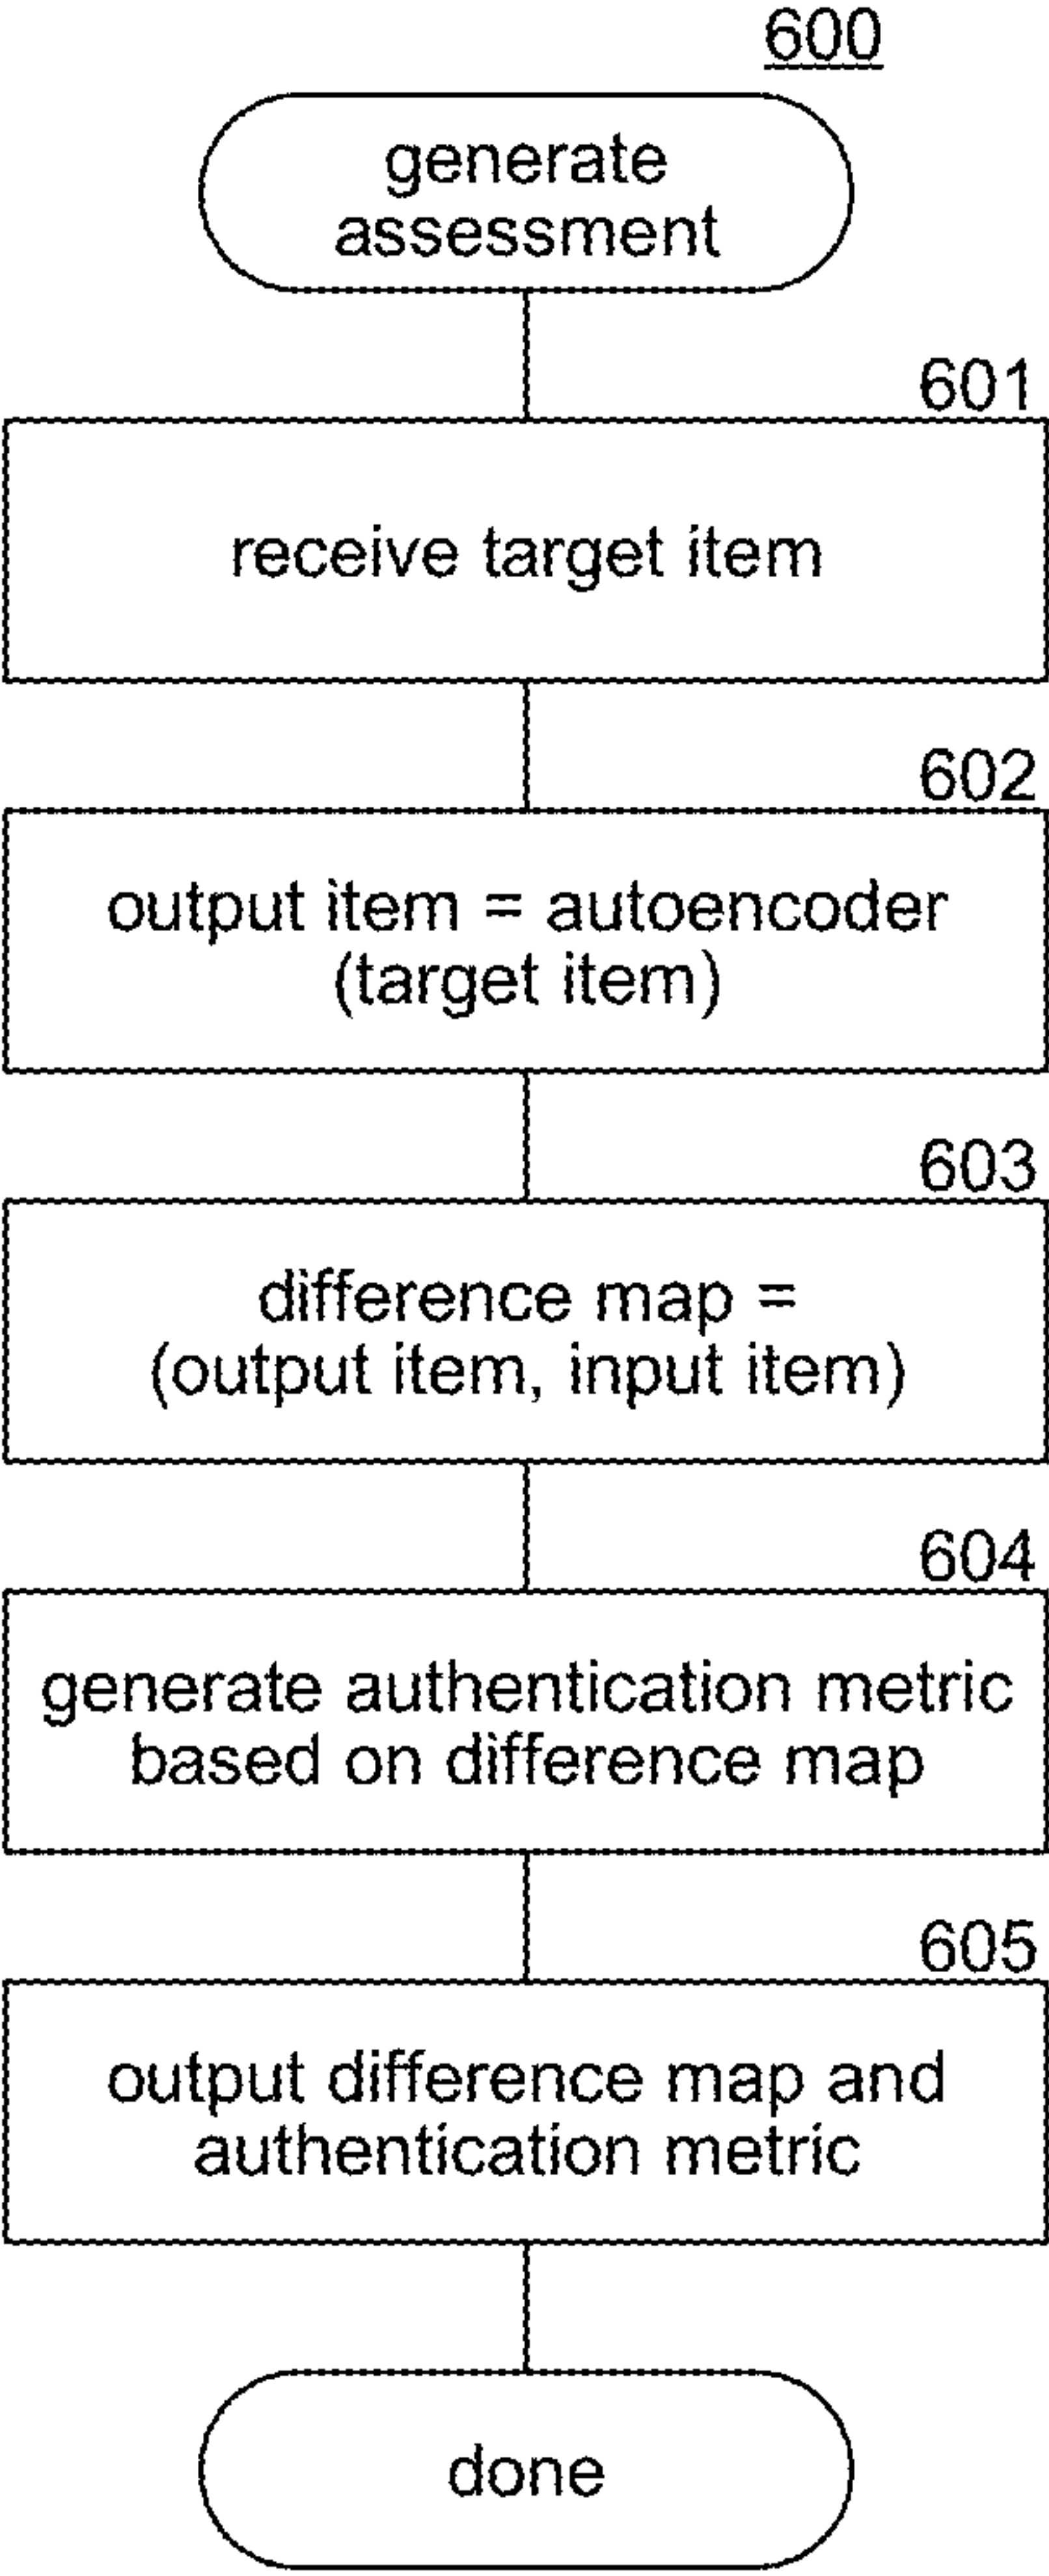 600
generate
assessment
601
receive target item
602
output item = autoencoder
(target item)
603
difference map =
(output item, input item)
604
generate authentication metric
based on difference map
605
output difference map and
authentication metric
done